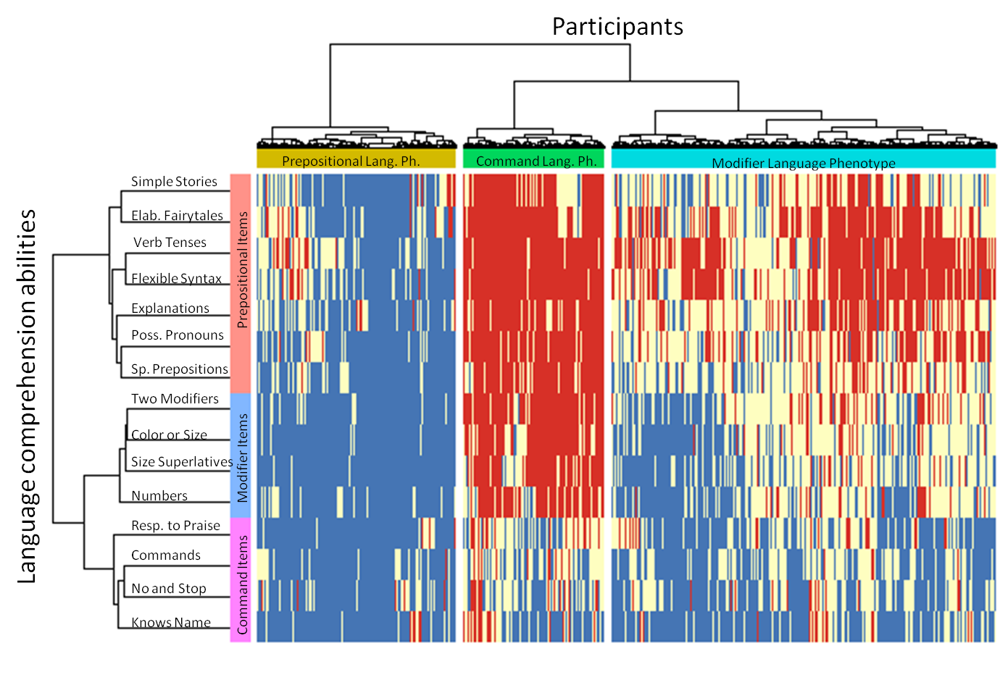 Participants
Prepositional Lang. Ph.
Command Lang. Ph.
Modifier Language Phenotype
Language comprehension abilities
Simple Stories
Elab. Fairytales
Verb Tenses
Flexible Syntax
Explanations
Poss. Pronouns
Sp. Prepositions
Two Modifiers
Color or Size
Size Superlatives
Numbers
Resp. to Praise
Commands
No and Stop
Knows Name
Prepositional Items
Modifier Items
Command Items